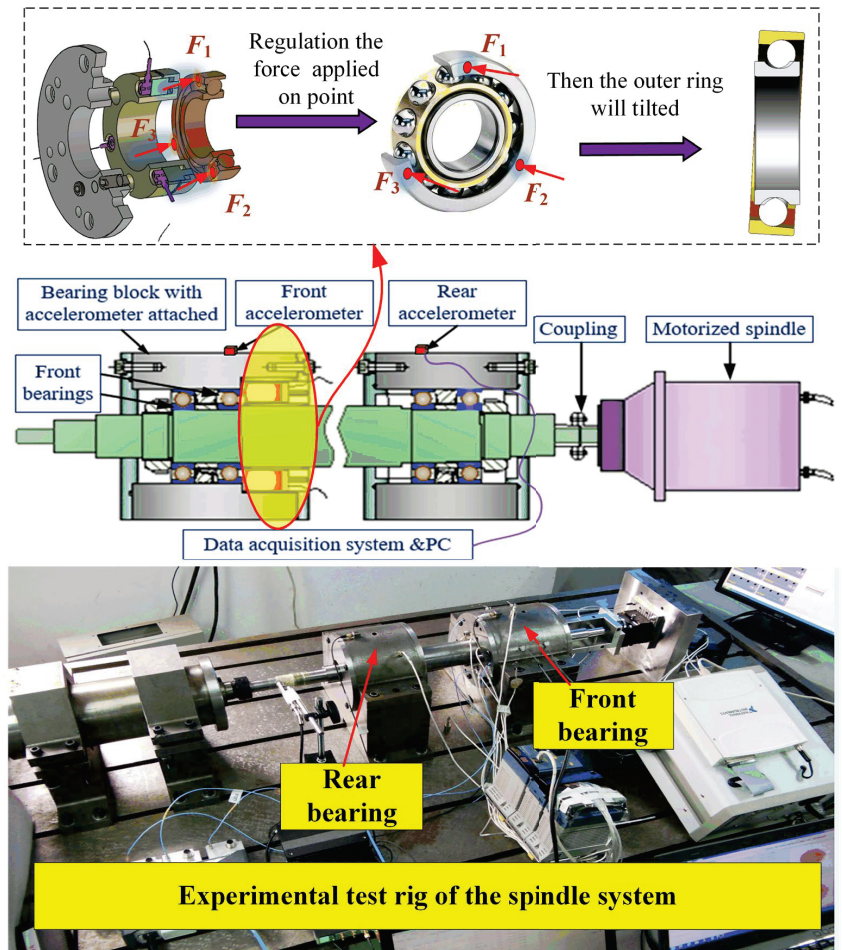 F1
F3
F2
Regulation the
force applied
on point
F1
F3
F2
Then the outer ring
will tilted
Bearing block with
accelerometer attached
Front
accelerometer
Rear
accelerometer
Coupling
Motorized spindle
Front
bearings
Data acquisition system &PC
Front
bearing
Rear
bearing
Experimental test rig of the spindle system